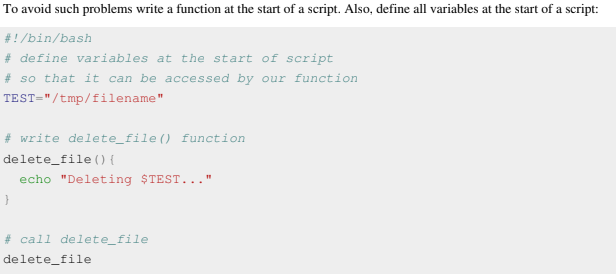 To avoid such problems write a function at the start of a script. Also, define all variables at the start of a script:
#!/bin/bash
# define variables at the start of script
# so that it can be accessed by our function
TEST="/tmp/filename"
# write delete_file() function
delete_file(){
  echo "Deleting $TEST..."
}
# call delete_file
delete_file